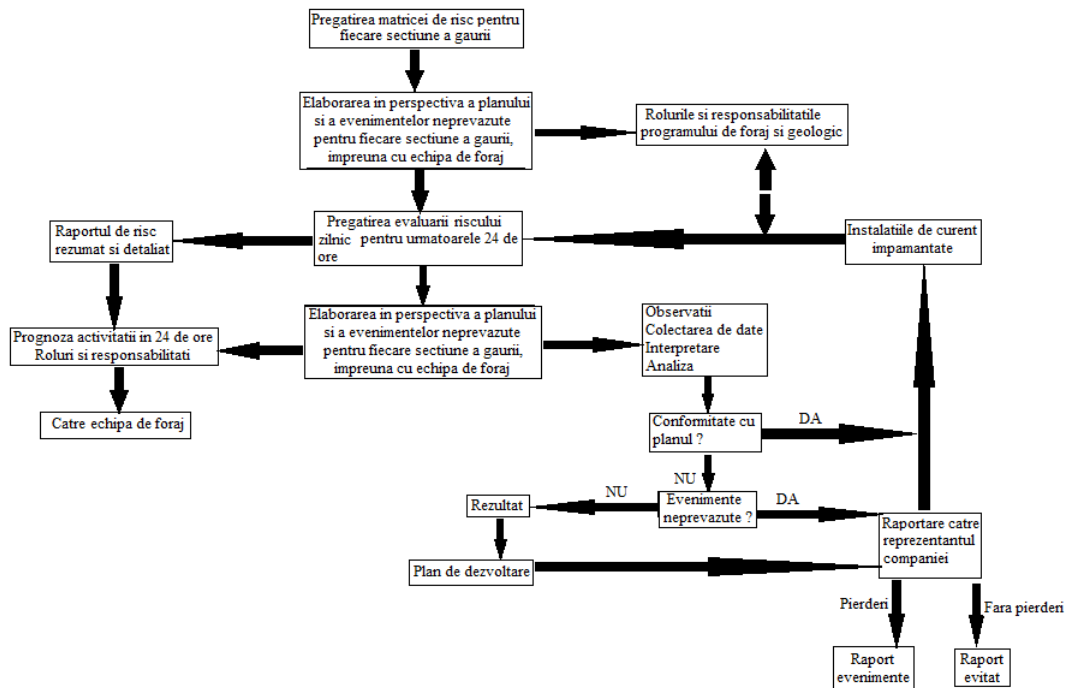 Pregatirea matricei de risc pentru
fiecare sectiune a gaurii
Elaborarea in perspectiva a planului
si a evenimentelor neprevazute
pentru fiecare sectiune a gaurii,
impreuna cu echipa de foraj
Rolurile si responsabilitatile
programului de foraj si geologic
Raportul de risc
rezumat si detaliat
Pregatirea evaluarii riscului
zilnic pentru urmatoarele 24 de
ore
Instalatiile de curent
impamantate
Prognoza activitatii in 24 de ore
Roluri si responsabilitati
Elaborarea in perspectiva a planului
si a evenimentelor neprevazute
pentru fiecare sectiune a gaurii,
impreuna cu echipa de foraj
Observatii
Colectarea de date
Interpretare
Analiza
Catre echipa de foraj
Conformitate cu
planul ?
DA
NU
Rezultat
NU
Evenimente
neprevazute ?
DA
Plan de dezvoltare
Raportare catre
reprezentantul
companiei
Pierderi
Fara pierderi
Raport
evenimente
Raport
evitat